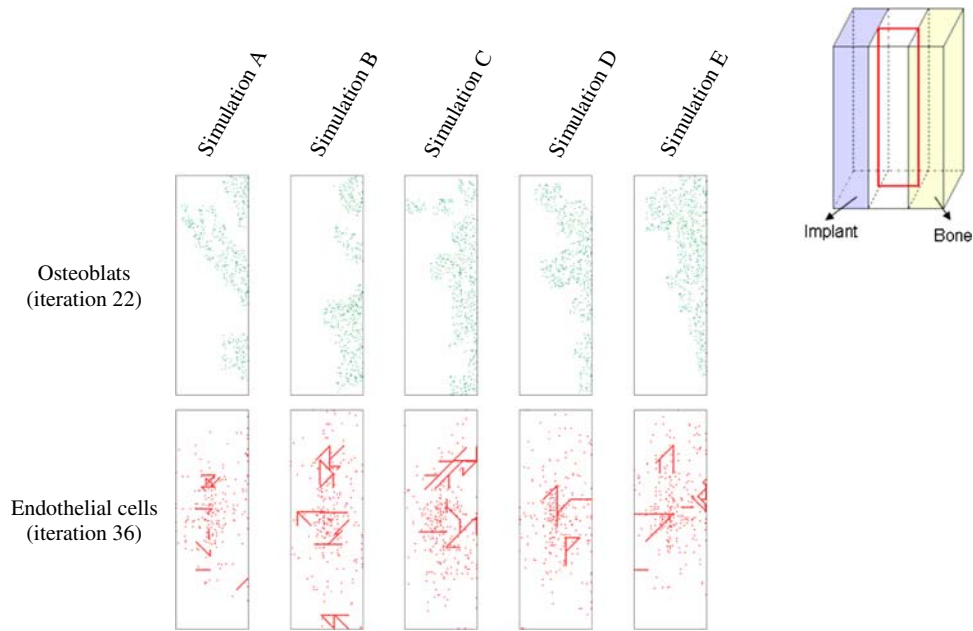 Simulation A
Simulation B
Simulation C
Simulation D
Simulation E
Implant
Bone
Osteoblats
(iteration 22)
Endothelial cells
(iteration 36)